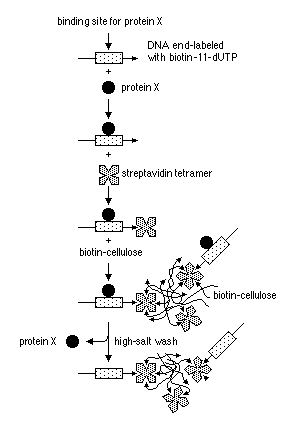 binding site for protein X
DNA end-labeled
with biotin-11-dUTP
+
protein X
+
streptavidin tetramer
+
biotin-cellulose
biotin-cellulose
protein X
high-salt wash